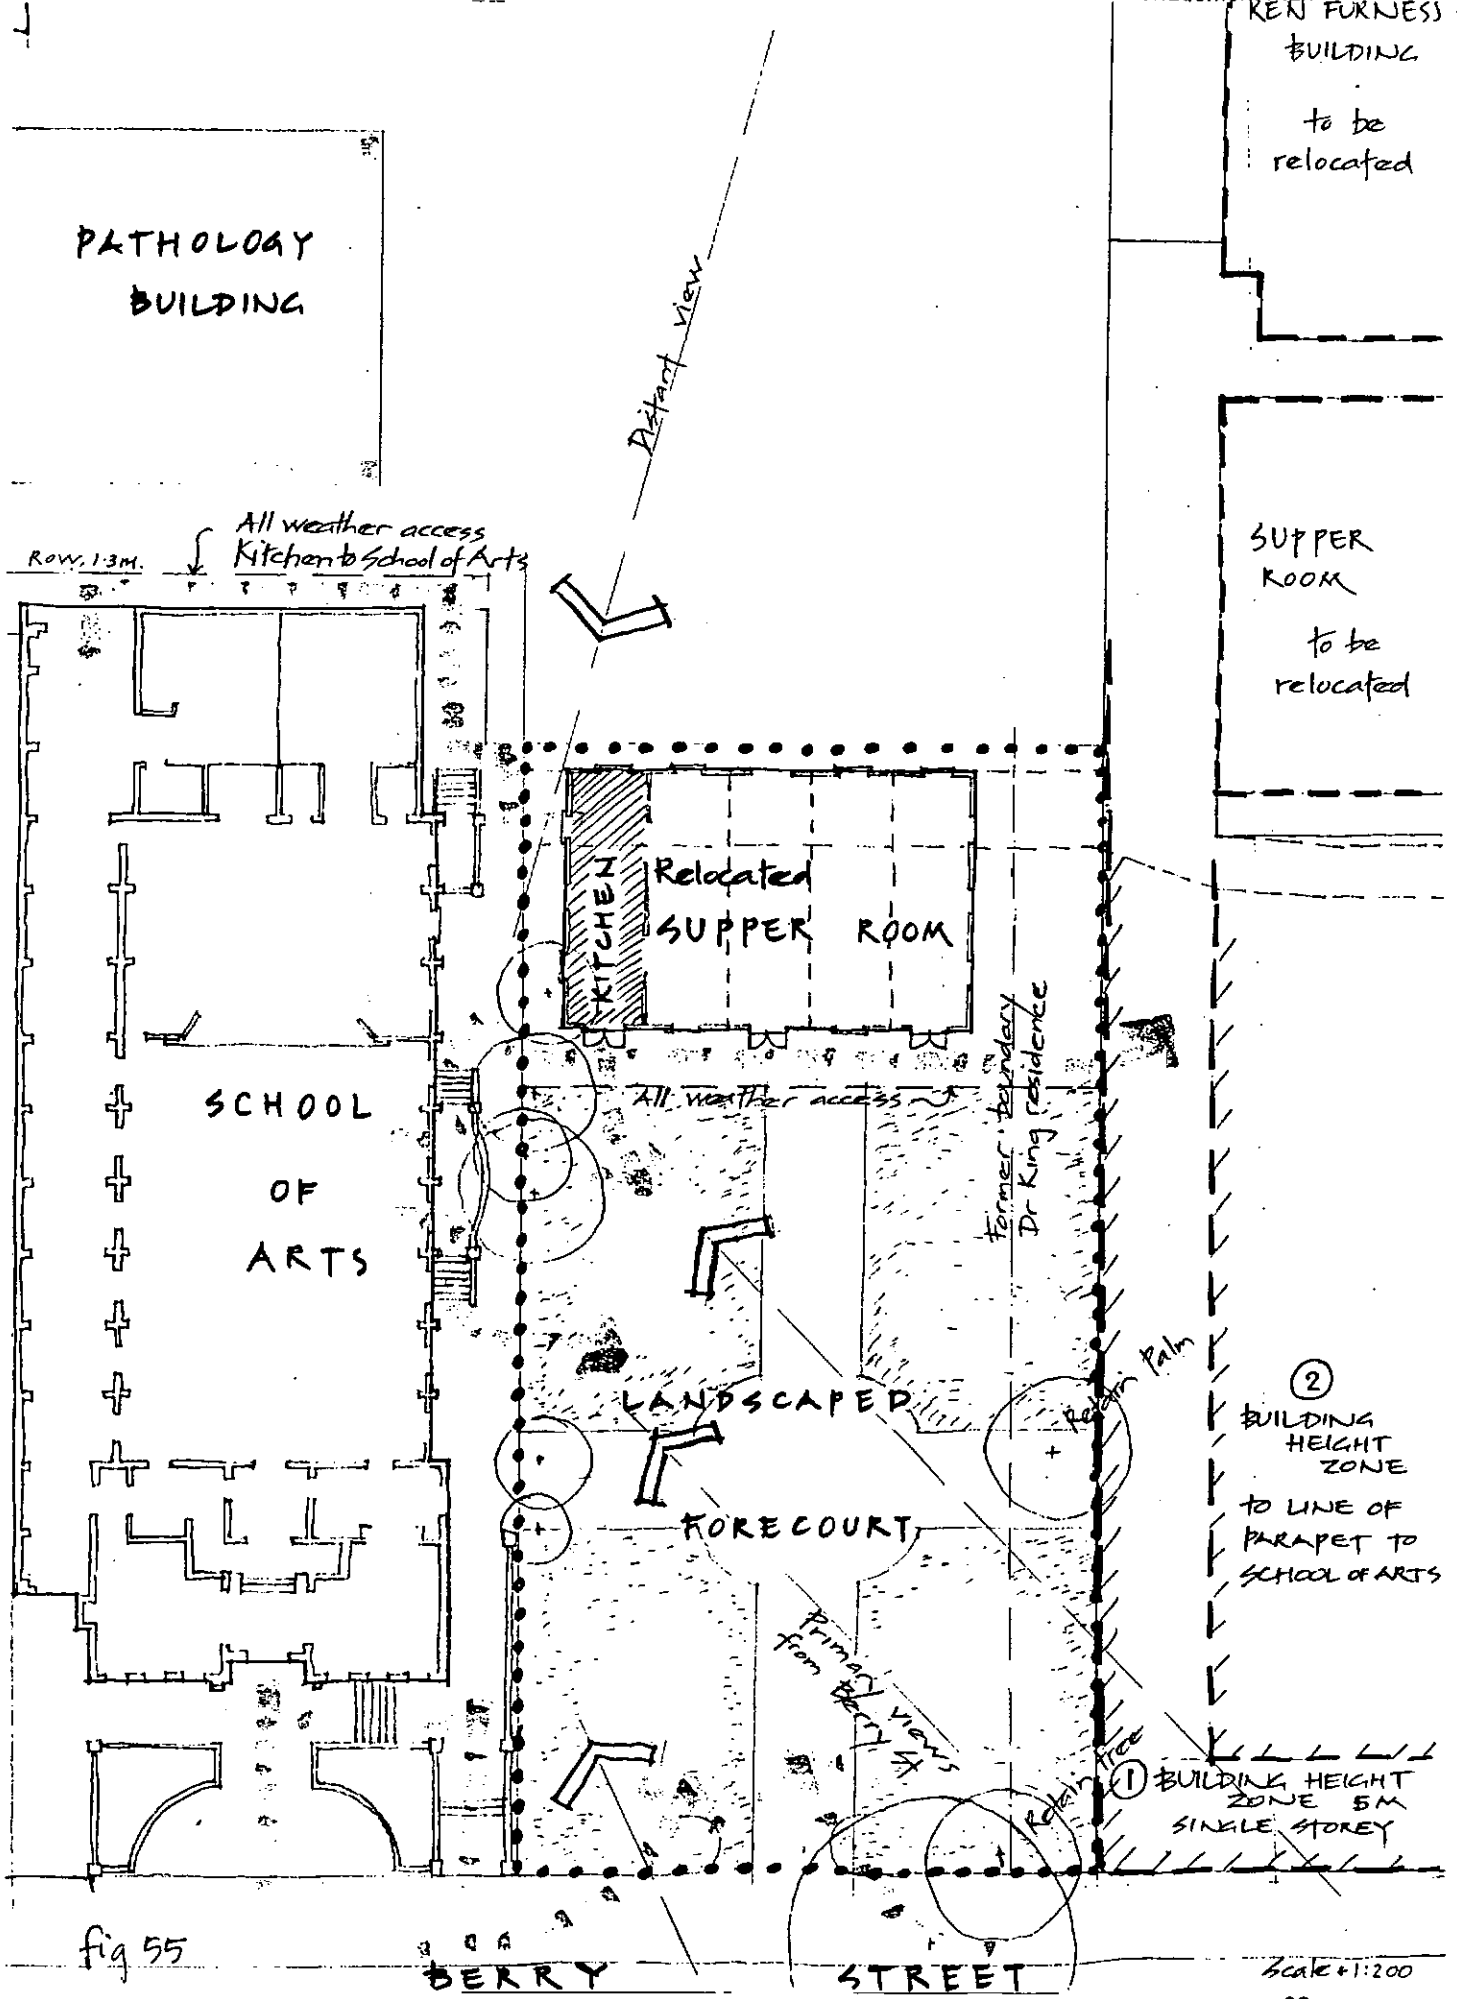 KEN FURNESS
BUILDING
to be
relocated
PATHOLOGY
BUILDING
Distant view
All weather access
Kitchen to School of Arts
ROW. 1.3M.
SUPPER
ROOM
to be
relocated
KITCHEN
Relocated
SUPPER ROOM
Former boundary
Dr King residence
All weather access
SCHOOL
OF
ARTS
Retain Palm
LANDSCAPED
FORECOURT
2
BUILDING
HEIGHT
ZONE
TO LINE OF
PARAPET TO
SCHOOL OF ARTS
Primary views
from Berry St
Retain Tree
1 BUILDING HEIGHT
ZONE 5M
SINGLE STOREY
fig 55
BERRY STREET
Scale 1:200